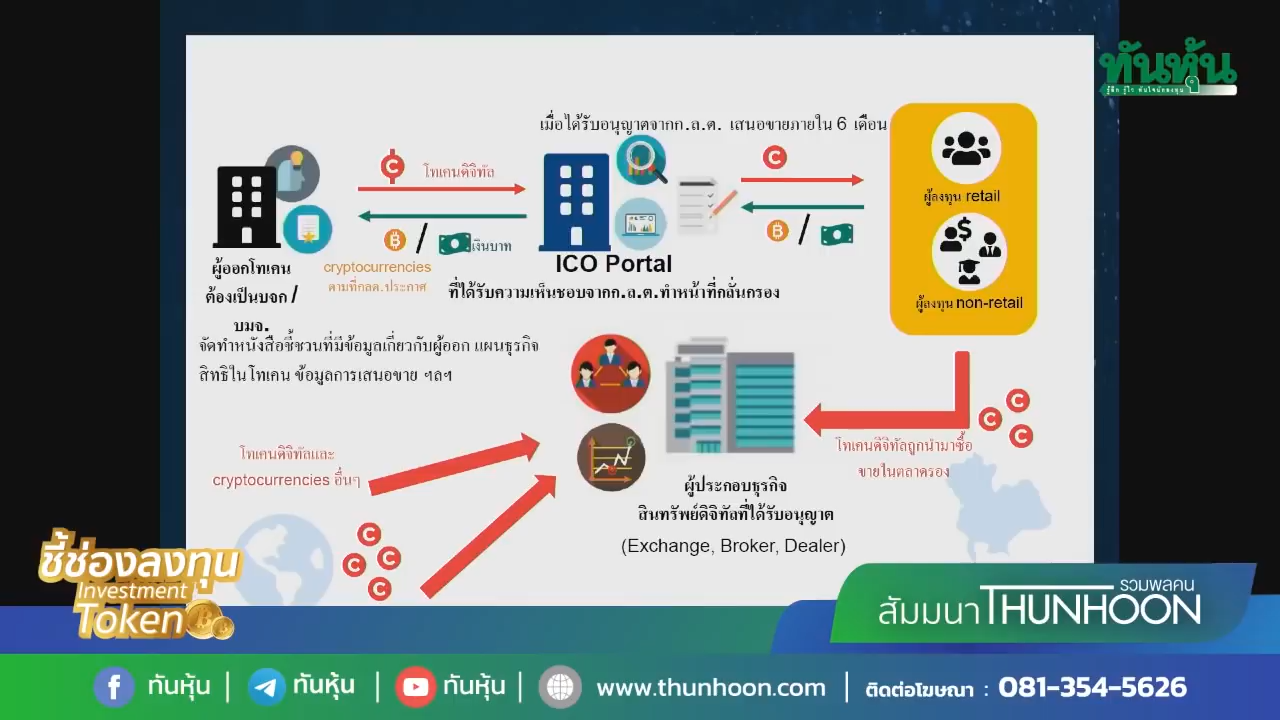 ทันหุ้น
รู้ลึก รู้ไว ทันใจนักลงทุน
เมื่อได้รับอนุญาตจากก.ล.ต. เสนอขายภายใน 6 เดือน
โทเคนดิจิทัล
เงินบาท
cryptocurrencies
ตามที่กลต.ประกาศ
ผู้ออกโทเคน
ต้องเป็นบจก/
บมจ.
ICO Portal
ที่ได้รับความเห็นชอบจากก.ล.ต.ทำหน้าที่กลั่นกรอง
ผู้ลงทุน retail
ผู้ลงทุน non-retail
จัดทำหนังสือชี้ชวนที่มีข้อมูลเกี่ยวกับผู้ออก แผนธุรกิจ
สิทธิในโทเคน ข้อมูลการเสนอขาย ฯลฯ
โทเคนดิจิทัลและ
cryptocurrencies อื่นๆ
โทเคนดิจิทัลถูกนำมาซื้อ
ขายในตลาดรอง
ผู้ประกอบธุรกิจ
สินทรัพย์ดิจิทัลที่ได้รับอนุญาต
(Exchange, Broker, Dealer)
ชี้ช่องลงทุน
Investment
Token
รวมพลคน
สัมมนา THUNHOON
ทันหุ้น | ทันหุ้น | ทันหุ้น | www.thunhoon.com | ติดต่อโฆษณา : 081-354-5626